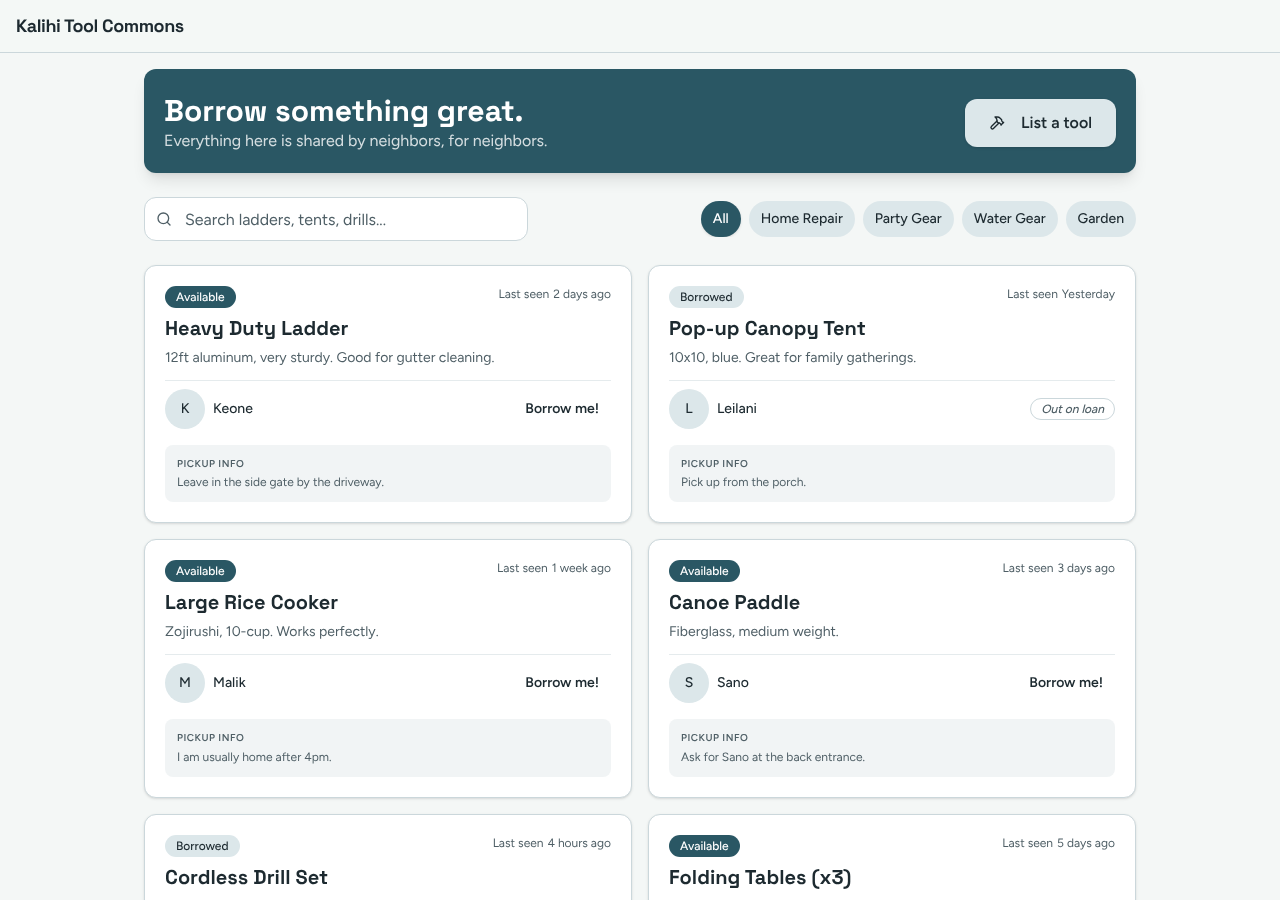 Kalihi Tool Commons
Borrow something great.
Everything here is shared by neighbors, for neighbors.
List a tool
Search ladders, tents, drills...
All
Home Repair
Party Gear
Water Gear
Garden
Available
Last seen 2 days ago
Heavy Duty Ladder
12ft aluminum, very sturdy. Good for gutter cleaning.
K
Keone
Borrow me!
PICKUP INFO
Leave in the side gate by the driveway.
Borrowed
Last seen Yesterday
Pop-up Canopy Tent
10x10, blue. Great for family gatherings.
L
Leilani
Out on loan
PICKUP INFO
Pick up from the porch.
Available
Last seen 1 week ago
Large Rice Cooker
Zojirushi, 10-cup. Works perfectly.
M
Malik
Borrow me!
PICKUP INFO
I am usually home after 4pm.
Available
Last seen 3 days ago
Canoe Paddle
Fiberglass, medium weight.
S
Sano
Borrow me!
PICKUP INFO
Ask for Sano at the back entrance.
Borrowed
Last seen 4 hours ago
Cordless Drill Set
Available
Last seen 5 days ago
Folding Tables (x3)